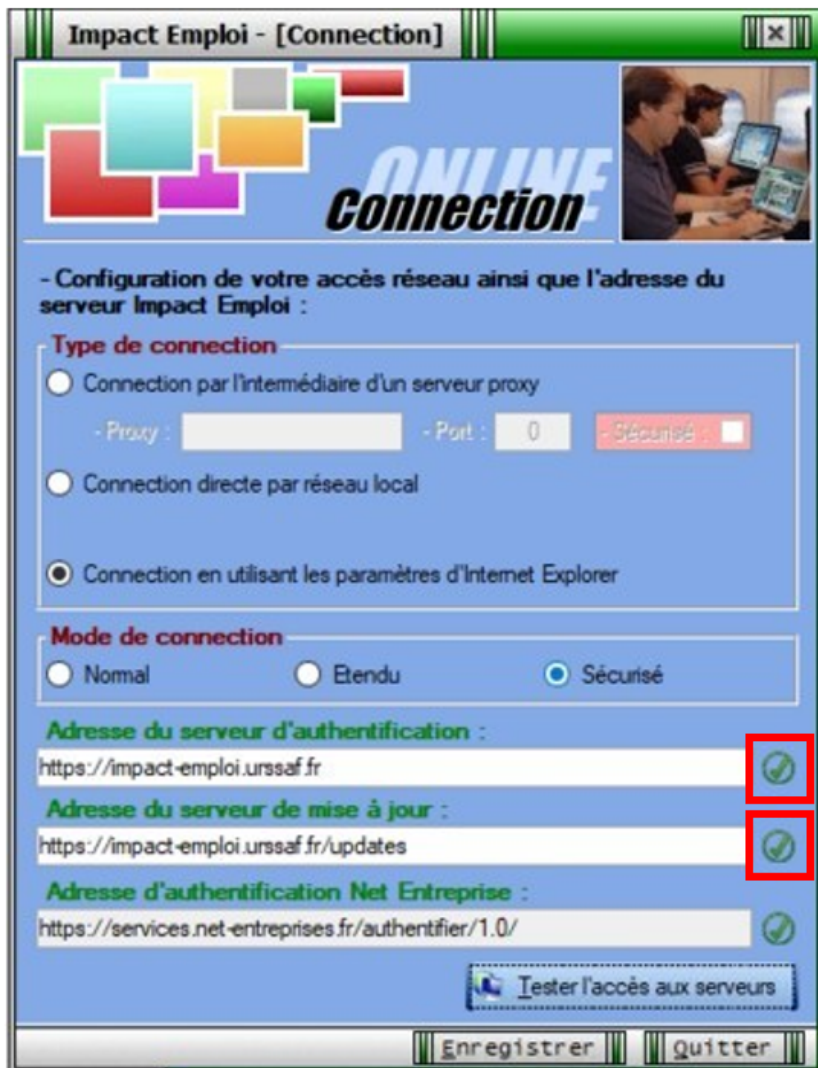 Impact Emploi - [Connection]
ONLINE
Connection
- Configuration de votre accès réseau ainsi que l'adresse du
serveur Impact Emploi :
Type de connection
Connection par l'intermédiaire d'un serveur proxy
- Proxy : - Port : 0 - Sécurisé :
Connection directe par réseau local
Connection en utilisant les paramètres d'Internet Explorer
Mode de connection
Normal Etendu Sécurisé
Adresse du serveur d'authentification :
https://impact-emploi.urssaf.fr
Adresse du serveur de mise à jour :
https://impact-emploi.urssaf.fr/updates
Adresse d'authentification Net Entreprise :
https://services.net-entreprises.fr/authentifier/1.0/
Tester l'accès aux serveurs
Enregistrer Quitter